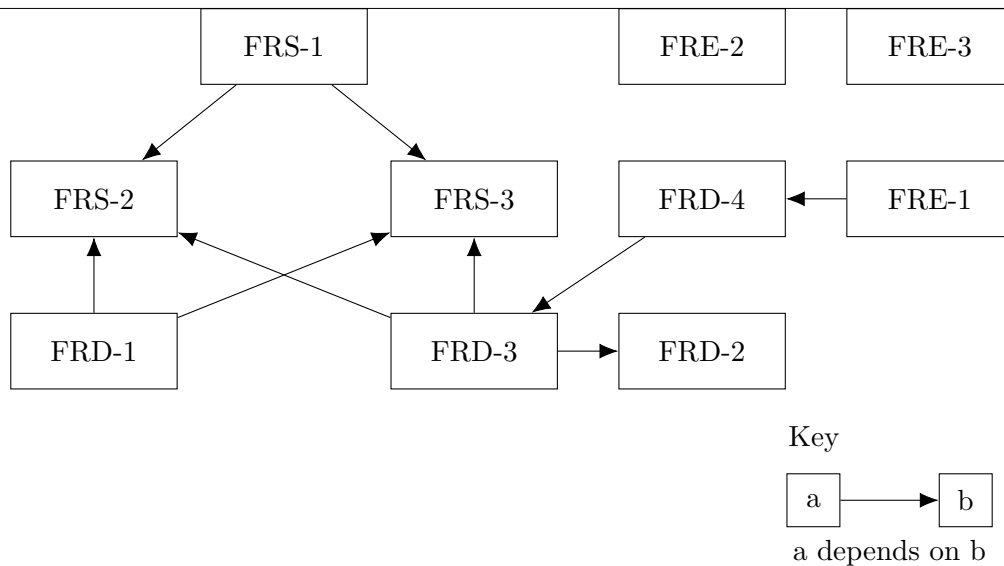 FRS-1
FRE-2
FRE-3
FRS-2
FRS-3
FRD-4
FRE-1
FRD-1
FRD-3
FRD-2
Key
a
b
a depends on b